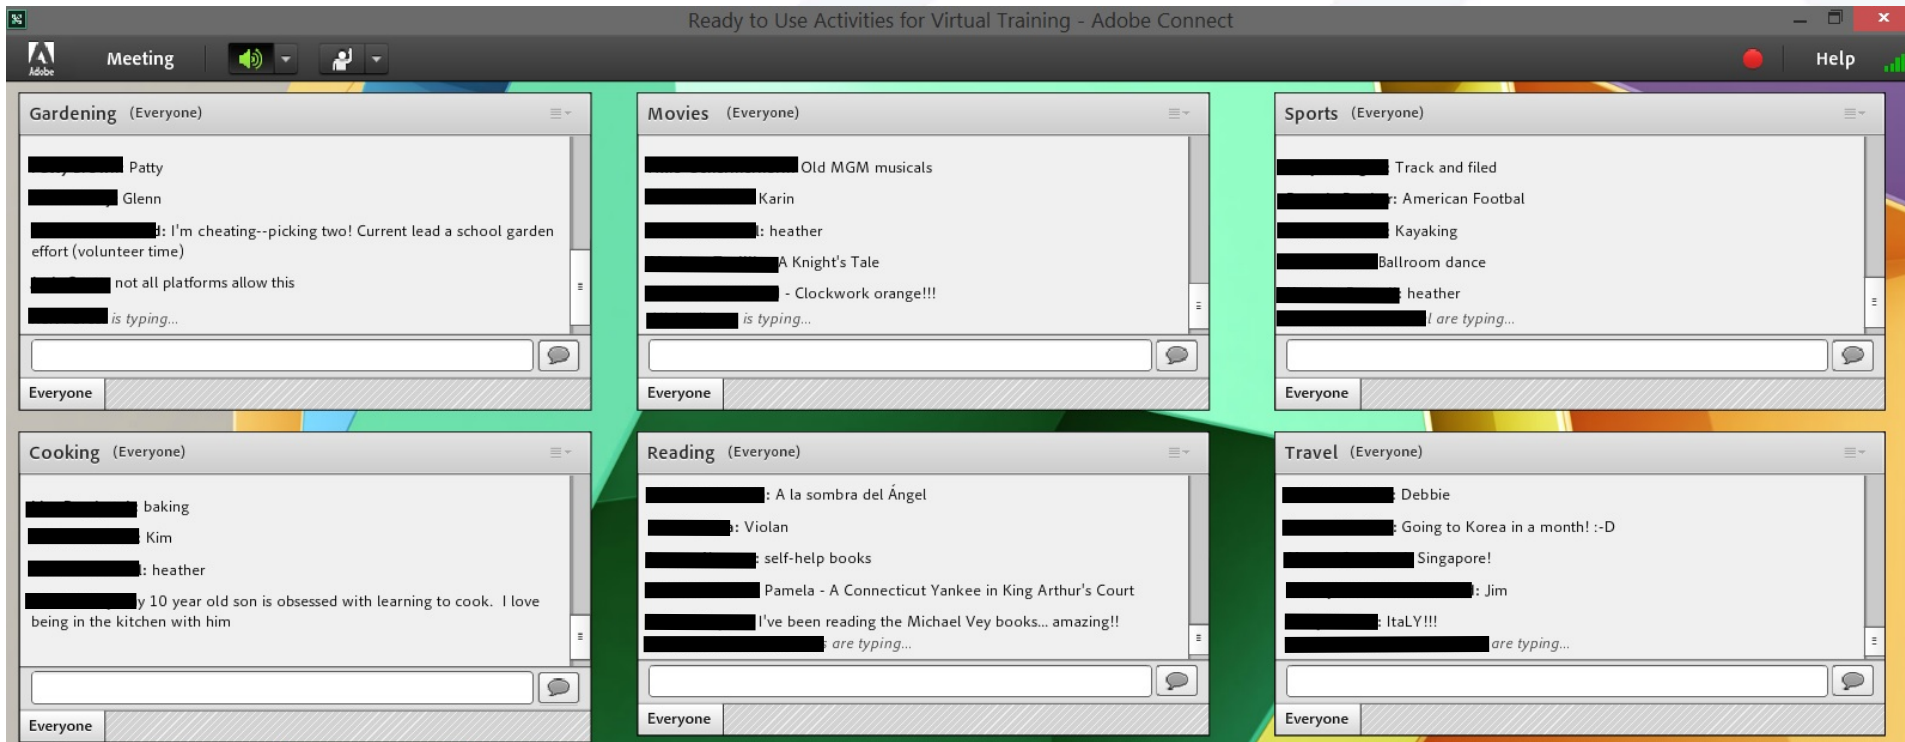 Ready to Use Activities for Virtual Training - Adobe Connect
Adobe
Meeting
Help
Gardening (Everyone)
Patty
Glenn
d: I'm cheating--picking two! Current lead a school garden
effort (volunteer time)
not all platforms allow this
is typing...
Everyone
Movies (Everyone)
Old MGM musicals
Karin
l: heather
A Knight's Tale
- Clockwork orange!!!
is typing...
Everyone
Sports (Everyone)
: Track and filed
r: American Footbal
: Kayaking
Ballroom dance
: heather
l are typing...
Everyone
Cooking (Everyone)
: baking
: Kim
l: heather
y 10 year old son is obsessed with learning to cook.  I love
being in the kitchen with him
Everyone
Reading (Everyone)
: A la sombra del Ángel
a: Violan
: self-help books
Pamela - A Connecticut Yankee in King Arthur's Court
I've been reading the Michael Vey books... amazing!!
s are typing...
Everyone
Travel (Everyone)
: Debbie
: Going to Korea in a month! :-D
Singapore!
l: Jim
: ItaLY!!!
are typing...
Everyone